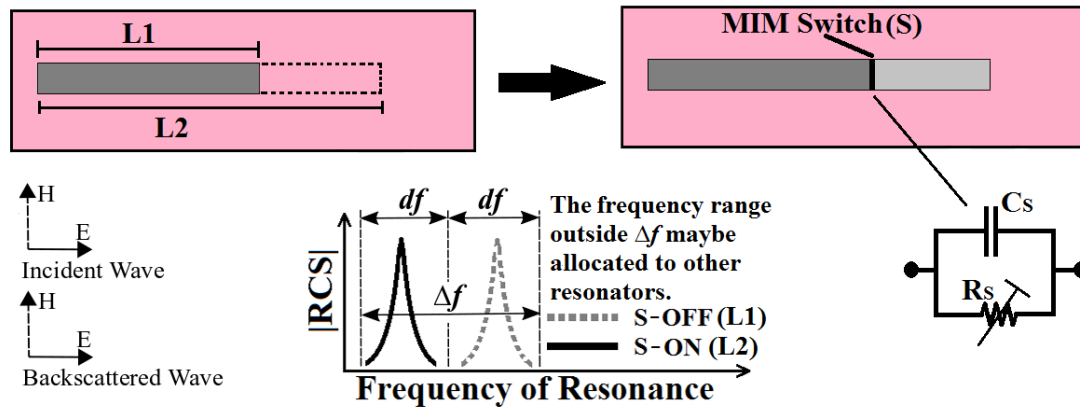 L1
L2
MIM Switch(S)
H
E
Incident Wave
H
E
Backscattered Wave
df df
Δf
|RCS|
Frequency of Resonance
The frequency range
outside Δf maybe
allocated to other
resonators.
S-OFF (L1)
S-ON (L2)
Cs
Rs